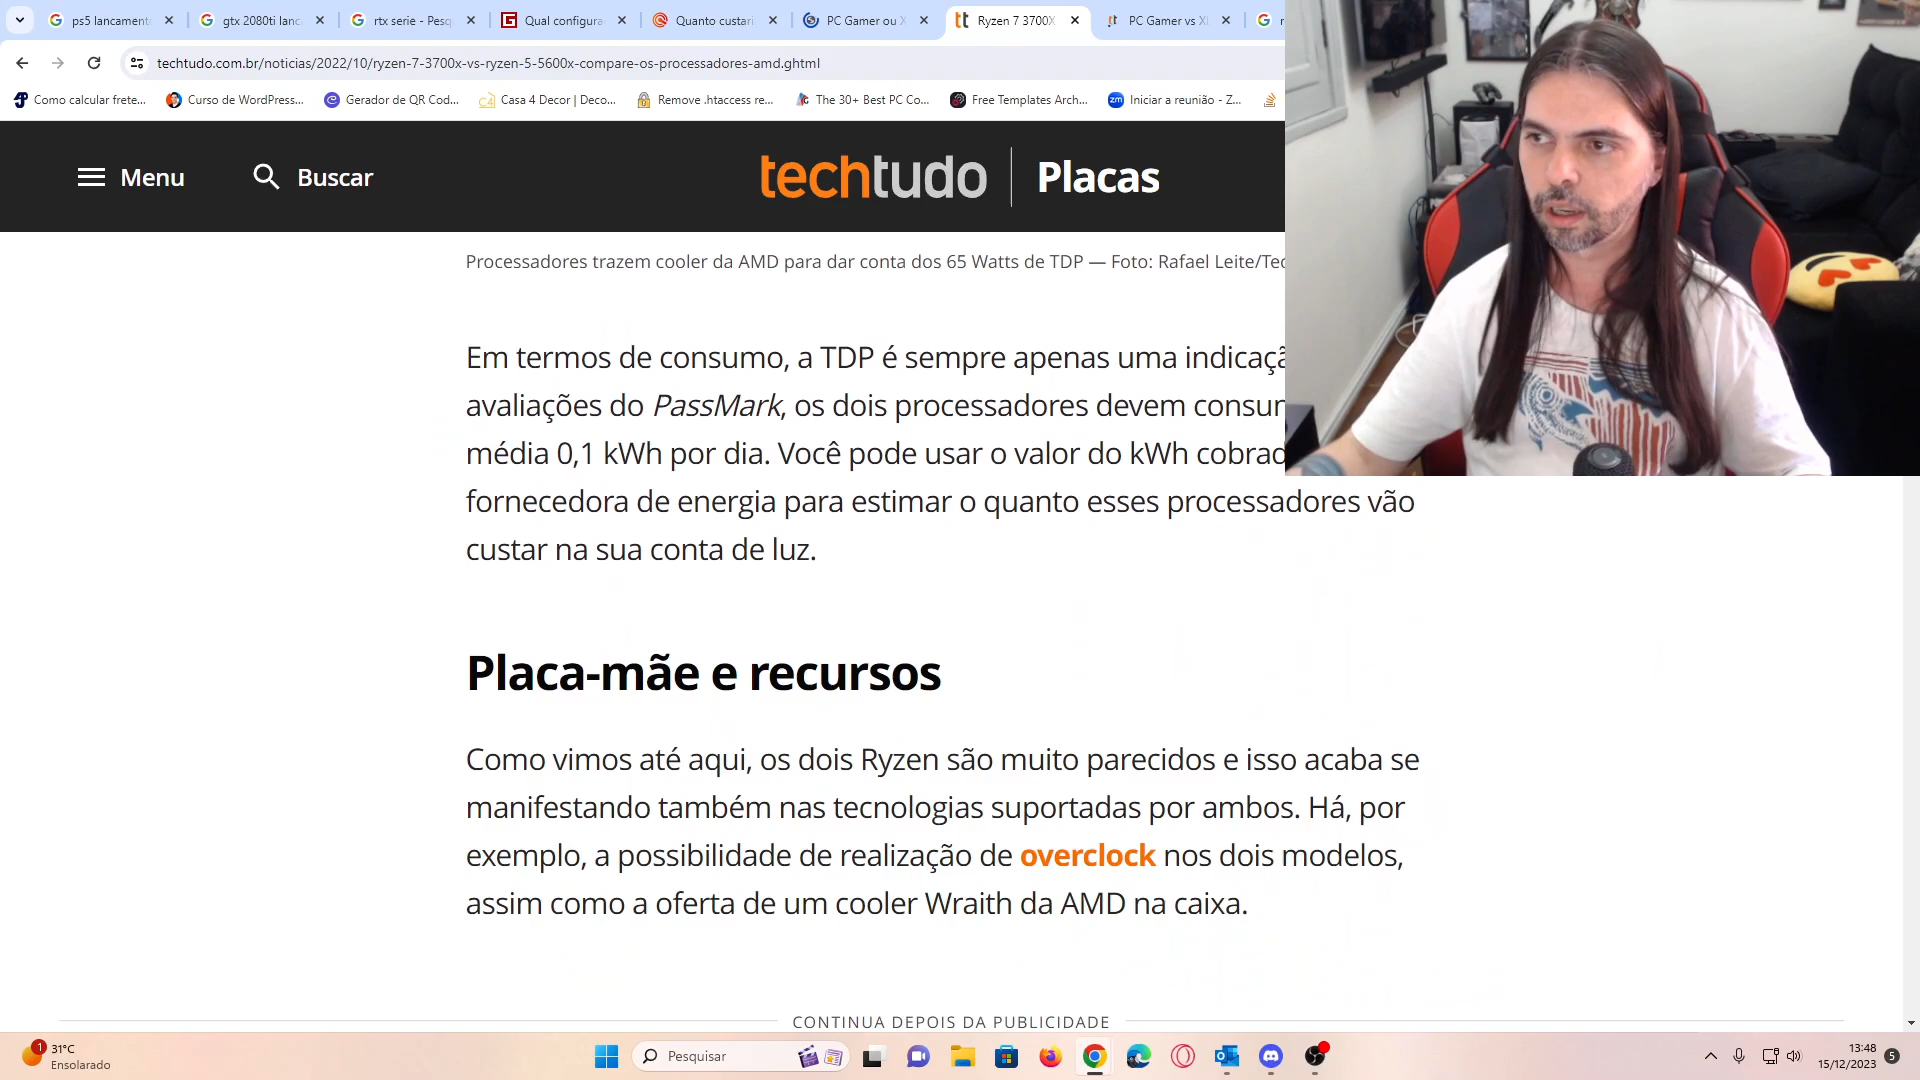 ps5 lancament
gtx 2080ti lanc
rtx serie - Pesq
Qual configura
Quanto custari
PC Gamer ou X
Ryzen 7 3700X
PC Gamer vs X
techtudo.com.br/noticias/2022/10/ryzen-7-3700x-vs-ryzen-5-5600x-compare-os-processadores-amd.ghtml
Como calcular frete...
Curso de WordPress...
Gerador de QR Cod...
Casa 4 Decor | Deco...
Remove .htaccess re...
The 30+ Best PC Co...
Free Templates Arch...
Iniciar a reunião - Z...
Menu
Buscar
techtudo | Placas
Processadores trazem cooler da AMD para dar conta dos 65 Watts de TDP — Foto: Rafael Leite/Tec
Em termos de consumo, a TDP é sempre apenas uma indicaçã
avaliações do PassMark, os dois processadores devem consum
média 0,1 kWh por dia. Você pode usar o valor do kWh cobrad
fornecedora de energia para estimar o quanto esses processadores vão
custar na sua conta de luz.
Placa-mãe e recursos
Como vimos até aqui, os dois Ryzen são muito parecidos e isso acaba se
manifestando também nas tecnologias suportadas por ambos. Há, por
exemplo, a possibilidade de realização de overclock nos dois modelos,
assim como a oferta de um cooler Wraith da AMD na caixa.
CONTINUA DEPOIS DA PUBLICIDADE
1
31°C
Ensolarado
Pesquisar
13:48
15/12/2023
5